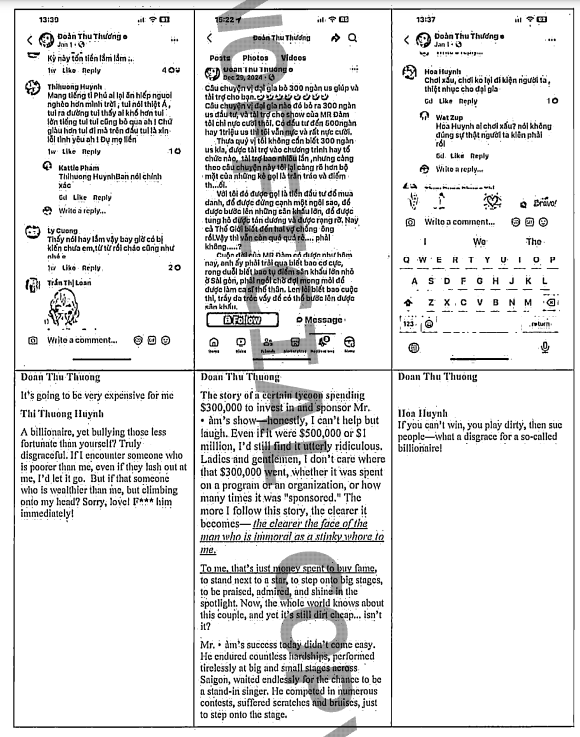 13:39
Đoàn Thu Thương
Jan 1
Kỳ này tốn tiền lắm lắm ;.
1w Like Reply 4
Thihuong Huynh
Mang tiếng tỉ Phú ai lại ăn hiếp người
nghèo hơn mình trời , tui nói thiệt Á ,
tui ra đường tui thấy ai khổ hơn tui
lên tiếng tui tui cũng bỏ qua ah ! Chứ
giàu hơn tui đi mà trên đầu tui là xin
lỗi tình yêu ah ! Đụ mẹ liền
1w Like Reply 1
Kattie Pham
Thihuong HuynhBạn nói chính
xác
6d Like Reply
Write a reply...
Ly Cuong
Thầy nói hay lắm vậy bay giờ có bị
kiến chưa em,từ từ rồi cháo cũng như
1w Like Reply 2
Trần Thị Loan
Write a comment...
15:22
Đoàn Thu Thương
Posts Photos Videos
Đoàn Thu Thương
Dec 29, 2024
Câu chuyện vị đại gia bỏ 300 ngàn us giúp và
tài trợ cho bạn
Câu chuyện vị đại gia nào đó bỏ ra 300 ngàn
us đầu tư, và tài trợ cho show của MR Đàm
tôi chỉ nực cười thôi. Có đầu tư đến 500ngàn
hay 1triệu us thì tôi vẫn nực và rất nực cười.
Thưa quý vị tôi không cần biết 300 ngàn
us kia, được tài trợ vào chương trình hay tổ
chức nào, tài trợ bao nhiêu lần ,nhưng càng
theo câu chuyện này tôi lại càng rõ hơn bộ
mặt của những kẻ gọi là trân tráo và điếm
th...ối.
Với tôi đó được gọi là tiền đầu tư để mua
danh, để được đứng cạnh một ngôi sao, để
được bước lên những sân khấu lớn, để được
tung hô được tán dương và được rạng rỡ. Nay
cả Thế Giới biết đến hai vợ chồng ông
rồi.Vậy thì vẫn còn quá quá rẻ.... phải
không.....?
Cuộc đời của MR Đàm có được như hôm
nay, anh ấy phải trải qua biết bao cơ cực,
rong duổi biết bao tụ điểm sân khấu lớn nhỏ
ở Sài gòn, phải ngồi chờ đợi mong mỏi để
được làm ca sĩ thế thân. Len lỏi biết bao cuộc
thi, trầy da tróc vẩy để có thể bước lên được
sân khấu.
Follow
Message
13:37
Đoàn Thu Thương
Jan 1
Write a reply...
Hoa Huynh
Chơi xấu, chơi ko lại đi kiện người ta ,
thiệt nhục cho đại gia
6d Like Reply 1
Wat Zup
Hoa Huynh ai chơi xấu? nói không
đúng sự thật người ta kiên phải
rồi
6d Like Reply
Write a reply...
Bravo!
Write a comment...
I We The
Q W E R T Y U I O P
A S D F G H J K L
Z X C V B N M
123 return
Doan Thu Thuong
It's going to be very expensive for me
Thi Thuong Huynh
A billionaire, yet bullying those less
fortunate than yourself? Truly
disgraceful. If I encounter someone who
is poorer than me, even if they lash out at
me, I'd let it go. But if that someone
who is wealthier than me, but climbing
onto my head? Sorry, love! F*** him
immediately!
Doan Thu Thuong
The story of a certain tycoon spending
$300,000 to invest in and sponsor Mr.
• àm's show—honestly, I can't help but
laugh. Even if it were $500,000 or $1
million, I'd still find it utterly ridiculous.
Ladies and gentlemen, I don't care where
that $300,000 went, whether it was spent
on a program or an organization, or how
many times it was "sponsored." The
more I follow this story, the clearer it
becomes— the clearer the face of the
man who is immoral as a stinky whore to
me.
To me, that's just money spent to buy fame,
to stand next to a star, to step onto big stages,
to be praised, admired, and shine in the
spotlight. Now, the whole world knows about
this couple, and yet it's still dirt cheap... isn't
it?
Mr. • àm's success today didn't come easy.
He endured countless hardships, performed
tirelessly at big and small stages across
Saigon, waited endlessly for the chance to be
a stand-in singer. He competed in numerous
contests, suffered scratches and bruises, just
to step onto the stage.
Doan Thu Thuong
Hoa Huynh
If you can't win, you play dirty, then sue
people—what a disgrace for a so-called
billionaire!
COPY